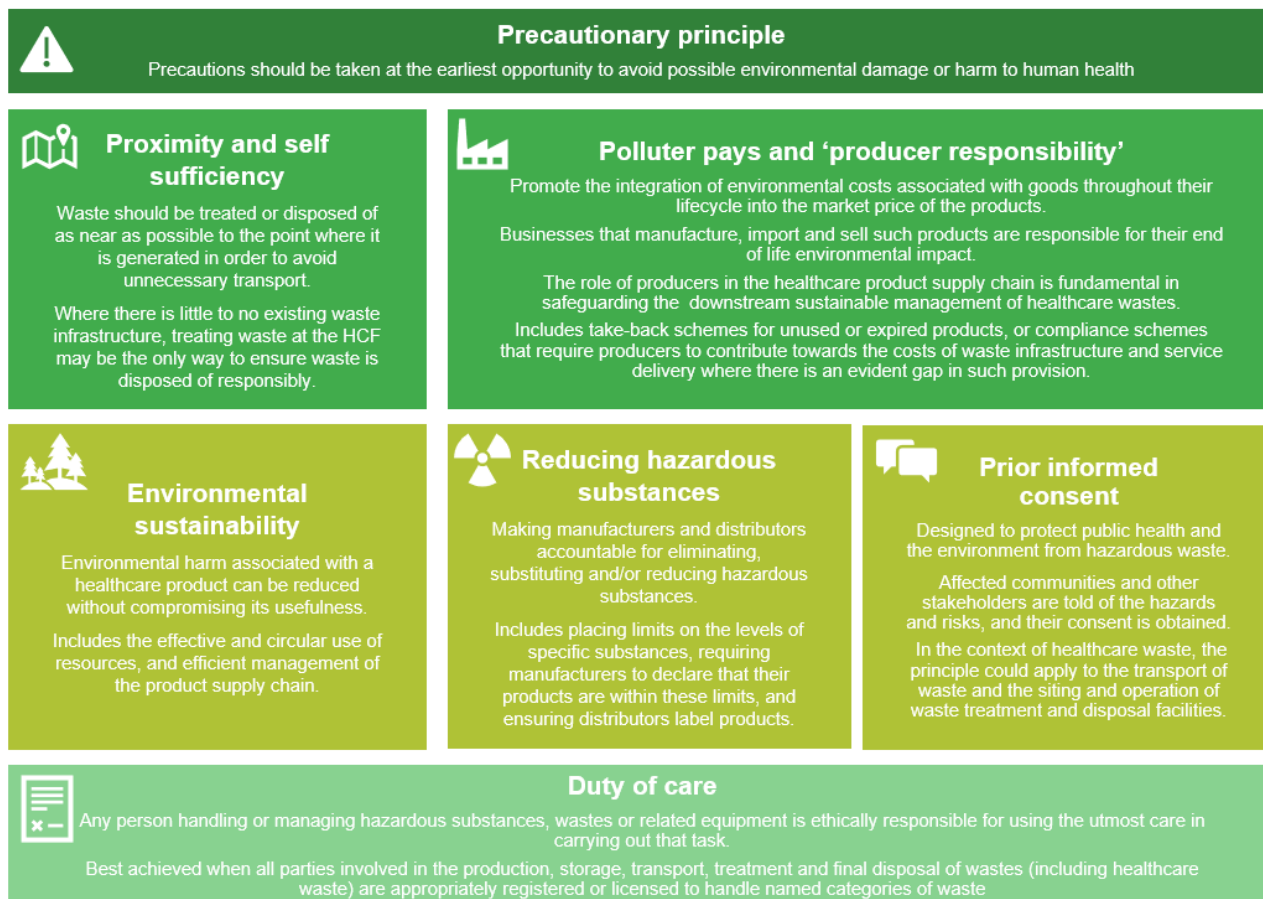 Precautionary principle
Precautions should be taken at the earliest opportunity to avoid possible environmental damage or harm to human health
Proximity and self
sufficiency
Waste should be treated or disposed of
as near as possible to the point where it
is generated in order to avoid
unnecessary transport.
Where there is little to no existing waste
infrastructure, treating waste at the HCF
may be the only way to ensure waste is
disposed of responsibly.
Polluter pays and ‘producer responsibility’
Promote the integration of environmental costs associated with goods throughout their
lifecycle into the market price of the products.
Businesses that manufacture, import and sell such products are responsible for their end
of life environmental impact.
The role of producers in the healthcare product supply chain is fundamental in
safeguarding the downstream sustainable management of healthcare wastes.
Includes take-back schemes for unused or expired products, or compliance schemes
that require producers to contribute towards the costs of waste infrastructure and service
delivery where there is an evident gap in such provision.
Environmental
sustainability
Environmental harm associated with a
healthcare product can be reduced
without compromising its usefulness.
Includes the effective and circular use of
resources, and efficient management of
the product supply chain.
Reducing hazardous
substances
Making manufacturers and distributors
accountable for eliminating,
substituting and/or reducing hazardous
substances.
Includes placing limits on the levels of
specific substances, requiring
manufacturers to declare that their
products are within these limits, and
ensuring distributors label products.
Prior informed
consent
Designed to protect public health and
the environment from hazardous waste.
Affected communities and other
stakeholders are told of the hazards
and risks, and their consent is obtained.
In the context of healthcare waste, the
principle could apply to the transport of
waste and the siting and operation of
waste treatment and disposal facilities.
Duty of care
Any person handling or managing hazardous substances, wastes or related equipment is ethically responsible for using the utmost care in
carrying out that task.
Best achieved when all parties involved in the production, storage, transport, treatment and final disposal of wastes (including healthcare
waste) are appropriately registered or licensed to handle named categories of waste